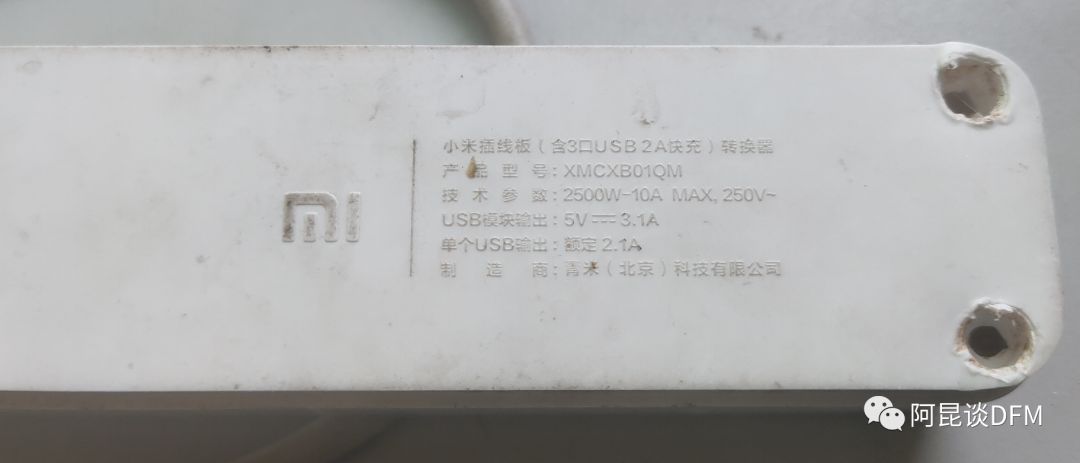 小米插线板（含3口USB 2A快充）转换器
产品型号：XMCXB01QM
技术参数：2500W-10A MAX, 250V~
USB模块输出：5V⎓3.1A
单个USB输出：额定2.1A
制造商：青米（北京）科技有限公司
MI
阿昆谈DFM